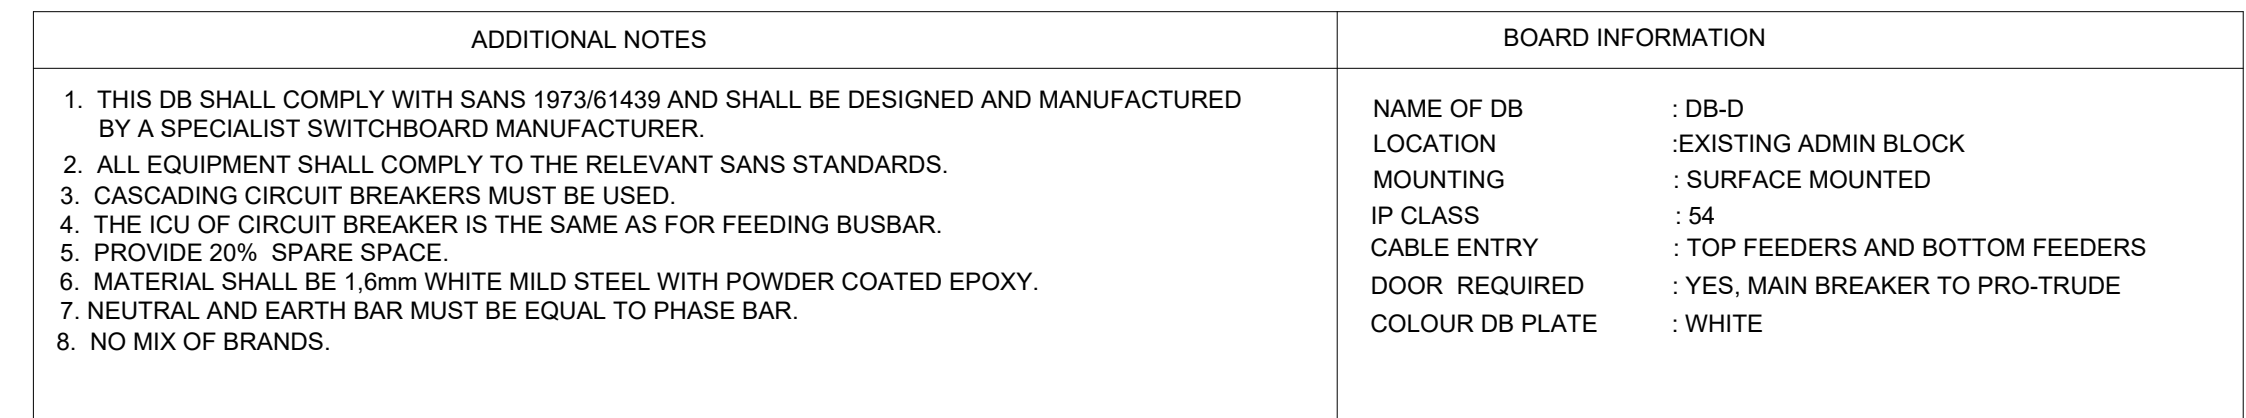 ADDITIONAL NOTES
1. THIS DB SHALL COMPLY WITH SANS 1973/61439 AND SHALL BE DESIGNED AND MANUFACTURED
BY A SPECIALIST SWITCHBOARD MANUFACTURER.
2. ALL EQUIPMENT SHALL COMPLY TO THE RELEVANT SANS STANDARDS.
3. CASCADING CIRCUIT BREAKERS MUST BE USED.
4. THE ICU OF CIRCUIT BREAKER IS THE SAME AS FOR FEEDING BUSBAR.
5. PROVIDE 20% SPARE SPACE.
6. MATERIAL SHALL BE 1,6mm WHITE MILD STEEL WITH POWDER COATED EPOXY.
7. NEUTRAL AND EARTH BAR MUST BE EQUAL TO PHASE BAR.
8. NO MIX OF BRANDS.
BOARD INFORMATION
NAME OF DB : DB-D
LOCATION :EXISTING ADMIN BLOCK
MOUNTING : SURFACE MOUNTED
IP CLASS : 54
CABLE ENTRY : TOP FEEDERS AND BOTTOM FEEDERS
DOOR REQUIRED : YES, MAIN BREAKER TO PRO-TRUDE
COLOUR DB PLATE : WHITE